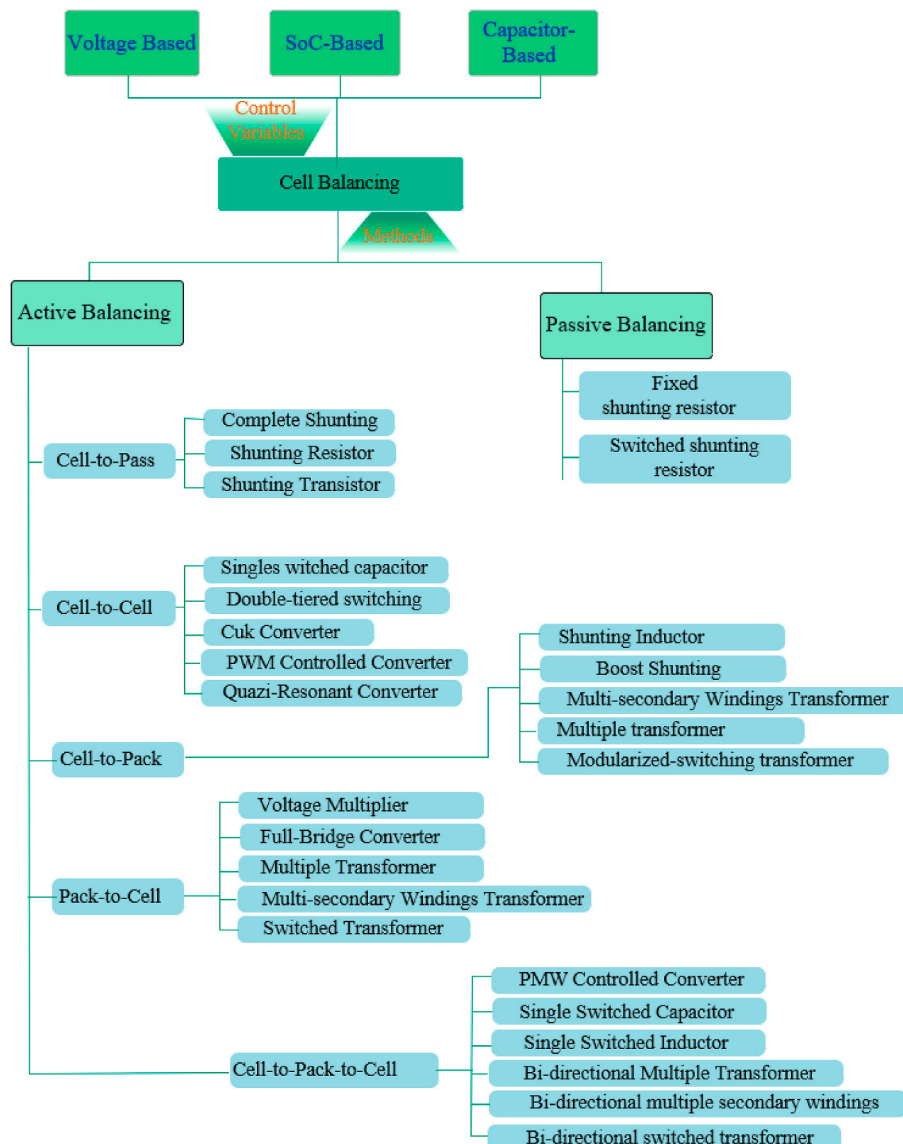 Voltage Based
SoC-Based
Capacitor-
Based
Control
Variables
Cell Balancing
Methods
Active Balancing
Passive Balancing
Fixed
shunting resistor
Switched shunting
resistor
Cell-to-Pass
Complete Shunting
Shunting Resistor
Shunting Transistor
Cell-to-Cell
Singles witched capacitor
Double-tiered switching
Cuk Converter
PWM Controlled Converter
Quazi-Resonant Converter
Cell-to-Pack
Shunting Inductor
Boost Shunting
Multi-secondary Windings Transformer
Multiple transformer
Modularized-switching transformer
Pack-to-Cell
Voltage Multiplier
Full-Bridge Converter
Multiple Transformer
Multi-secondary Windings Transformer
Switched Transformer
Cell-to-Pack-to-Cell
PMW Controlled Converter
Single Switched Capacitor
Single Switched Inductor
Bi-directional Multiple Transformer
Bi-directional multiple secondary windings
Bi-directional switched transformer